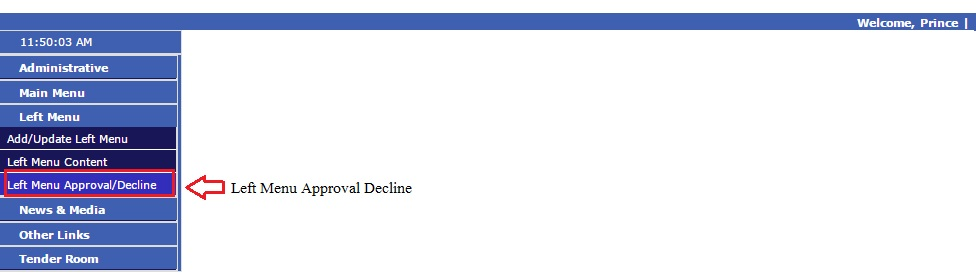 Welcome, Prince |
11:50:03 AM
Administrative
Main Menu
Left Menu
Add/Update Left Menu
Left Menu Content
Left Menu Approval/Decline
Left Menu Approval Decline
News & Media
Other Links
Tender Room